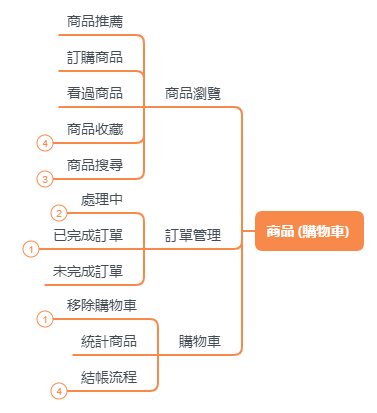 商品推薦
訂購商品
看過商品
商品瀏覽
商品收藏
4
商品搜尋
3
處理中
2
已完成訂單
1
訂單管理
商品 (購物車)
未完成訂單
移除購物車
1
統計商品
購物車
結帳流程
4